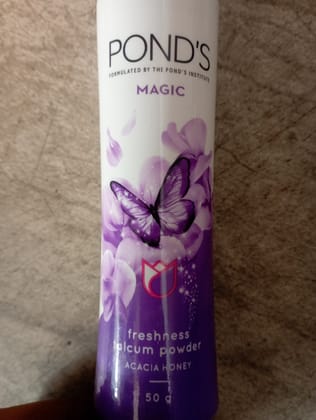 POND'S
FORMULATED BY THE POND'S INSTITUTE
MAGIC
freshness
talcum powder
ACACIA HONEY
50 g